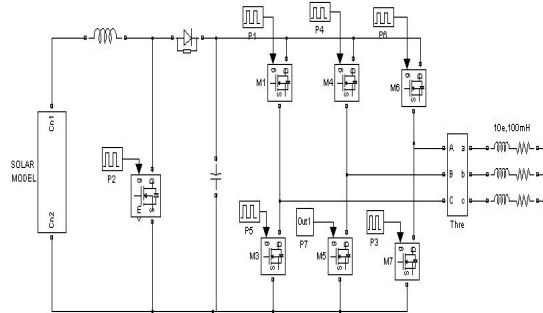 P1
P4
P6
M1
M4
M6
Cn1
SOLAR
MODEL
Cn2
P2
10e,100mH
A a
B b
C c
Thre
P5
Out1
P3
M3
P7
M5
M7